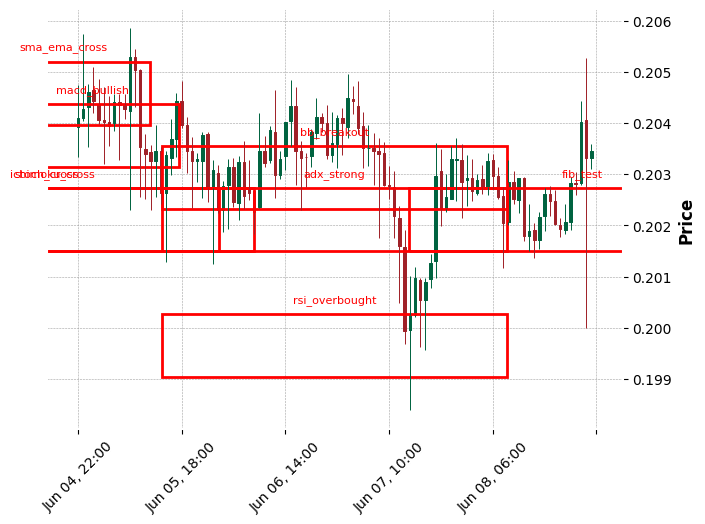 0.206
sma_ema_cross
0.205
macd_bullish
0.204
bb_breakout
0.203
stoch_cross
adx_strong
fib_test
0.202
Price
0.201
rsi_overbought
0.200
0.199
Jun 04, 22:00
Jun 05, 18:00
Jun 06, 14:00
Jun 07, 10:00
Jun 08, 06:00